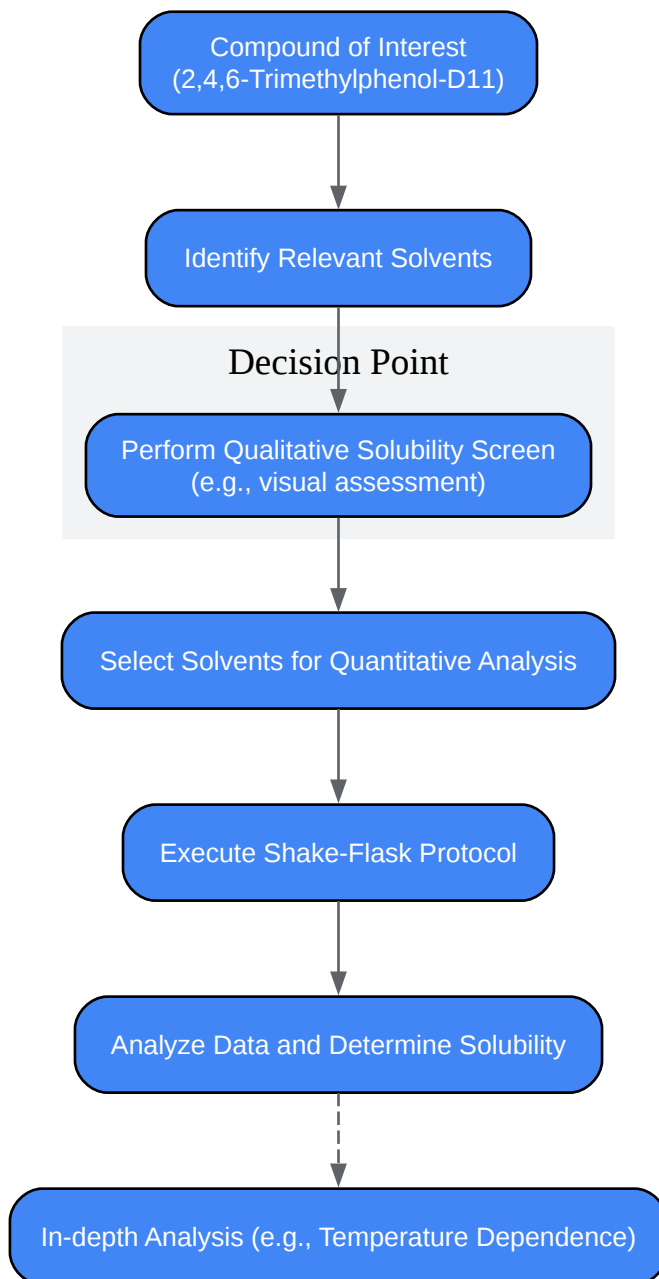 Compound of Interest
(2,4,6-Trimethylphenol-D11)
Identify Relevant Solvents
Decision Point
Perform Qualitative Solubility Screen
(e.g., visual assessment)
Select Solvents for Quantitative Analysis
Execute Shake-Flask Protocol
Analyze Data and Determine Solubility
In-depth Analysis (e.g., Temperature Dependence)